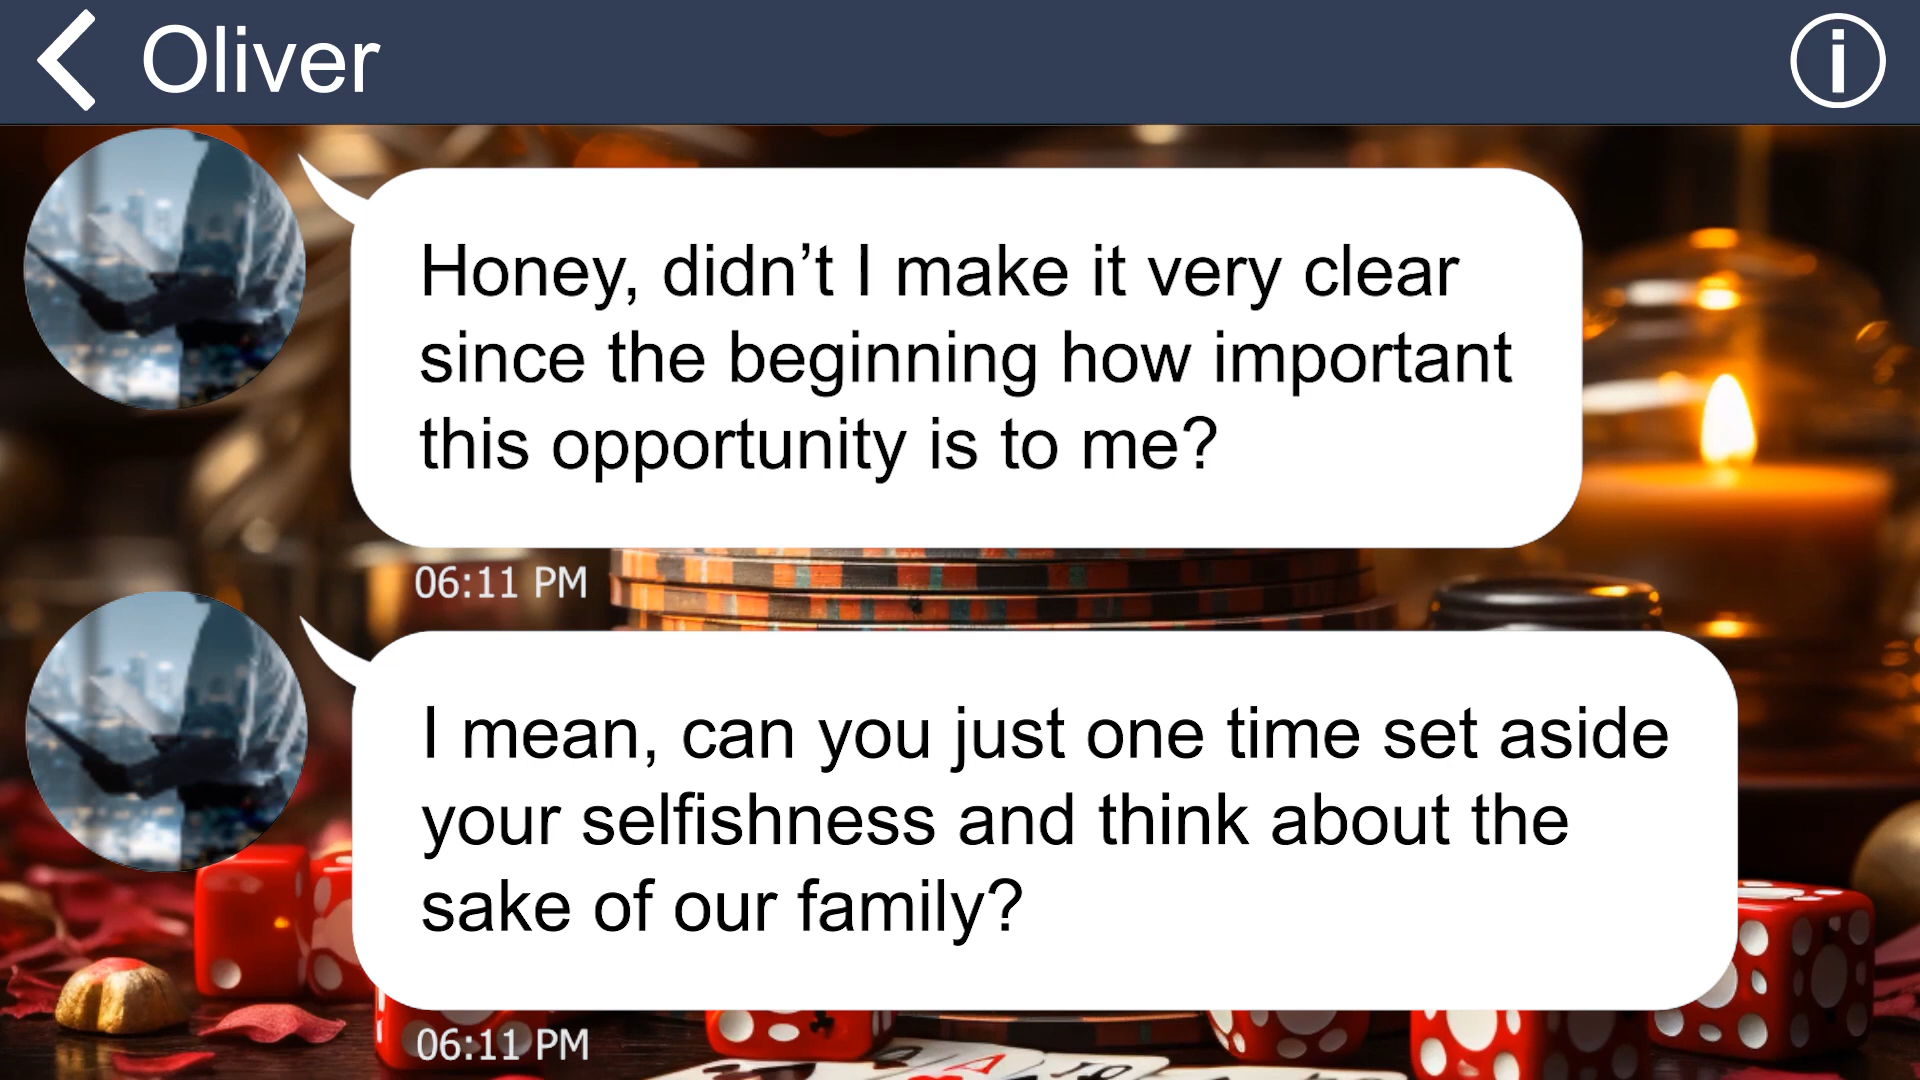 Oliver
Honey, didn’t I make it very clear
since the beginning how important
this opportunity is to me?
06:11 PM
I mean, can you just one time set aside
your selfishness and think about the
sake of our family?
06:11 PM
A